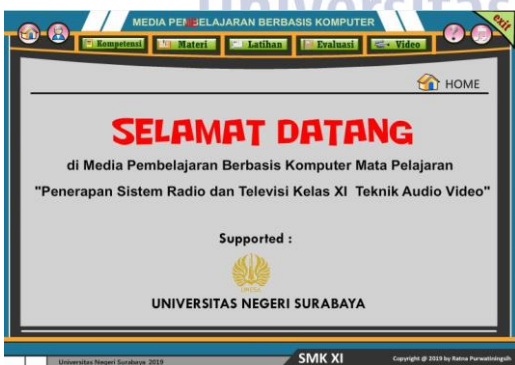 Universitas
MEDIA PEMBELAJARAN BERBASIS KOMPUTER
exit
Kompetensi Materi Latihan Evaluasi Video
HOME
SELAMAT DATANG
di Media Pembelajaran Berbasis Komputer Mata Pelajaran
"Penerapan Sistem Radio dan Televisi Kelas XI Teknik Audio Video"
Supported :
UNESA
UNIVERSITAS NEGERI SURABAYA
Universitas Negeri Surabaya 2019 SMK XI Copyright @ 2019 by Ratna Purwatiningsih